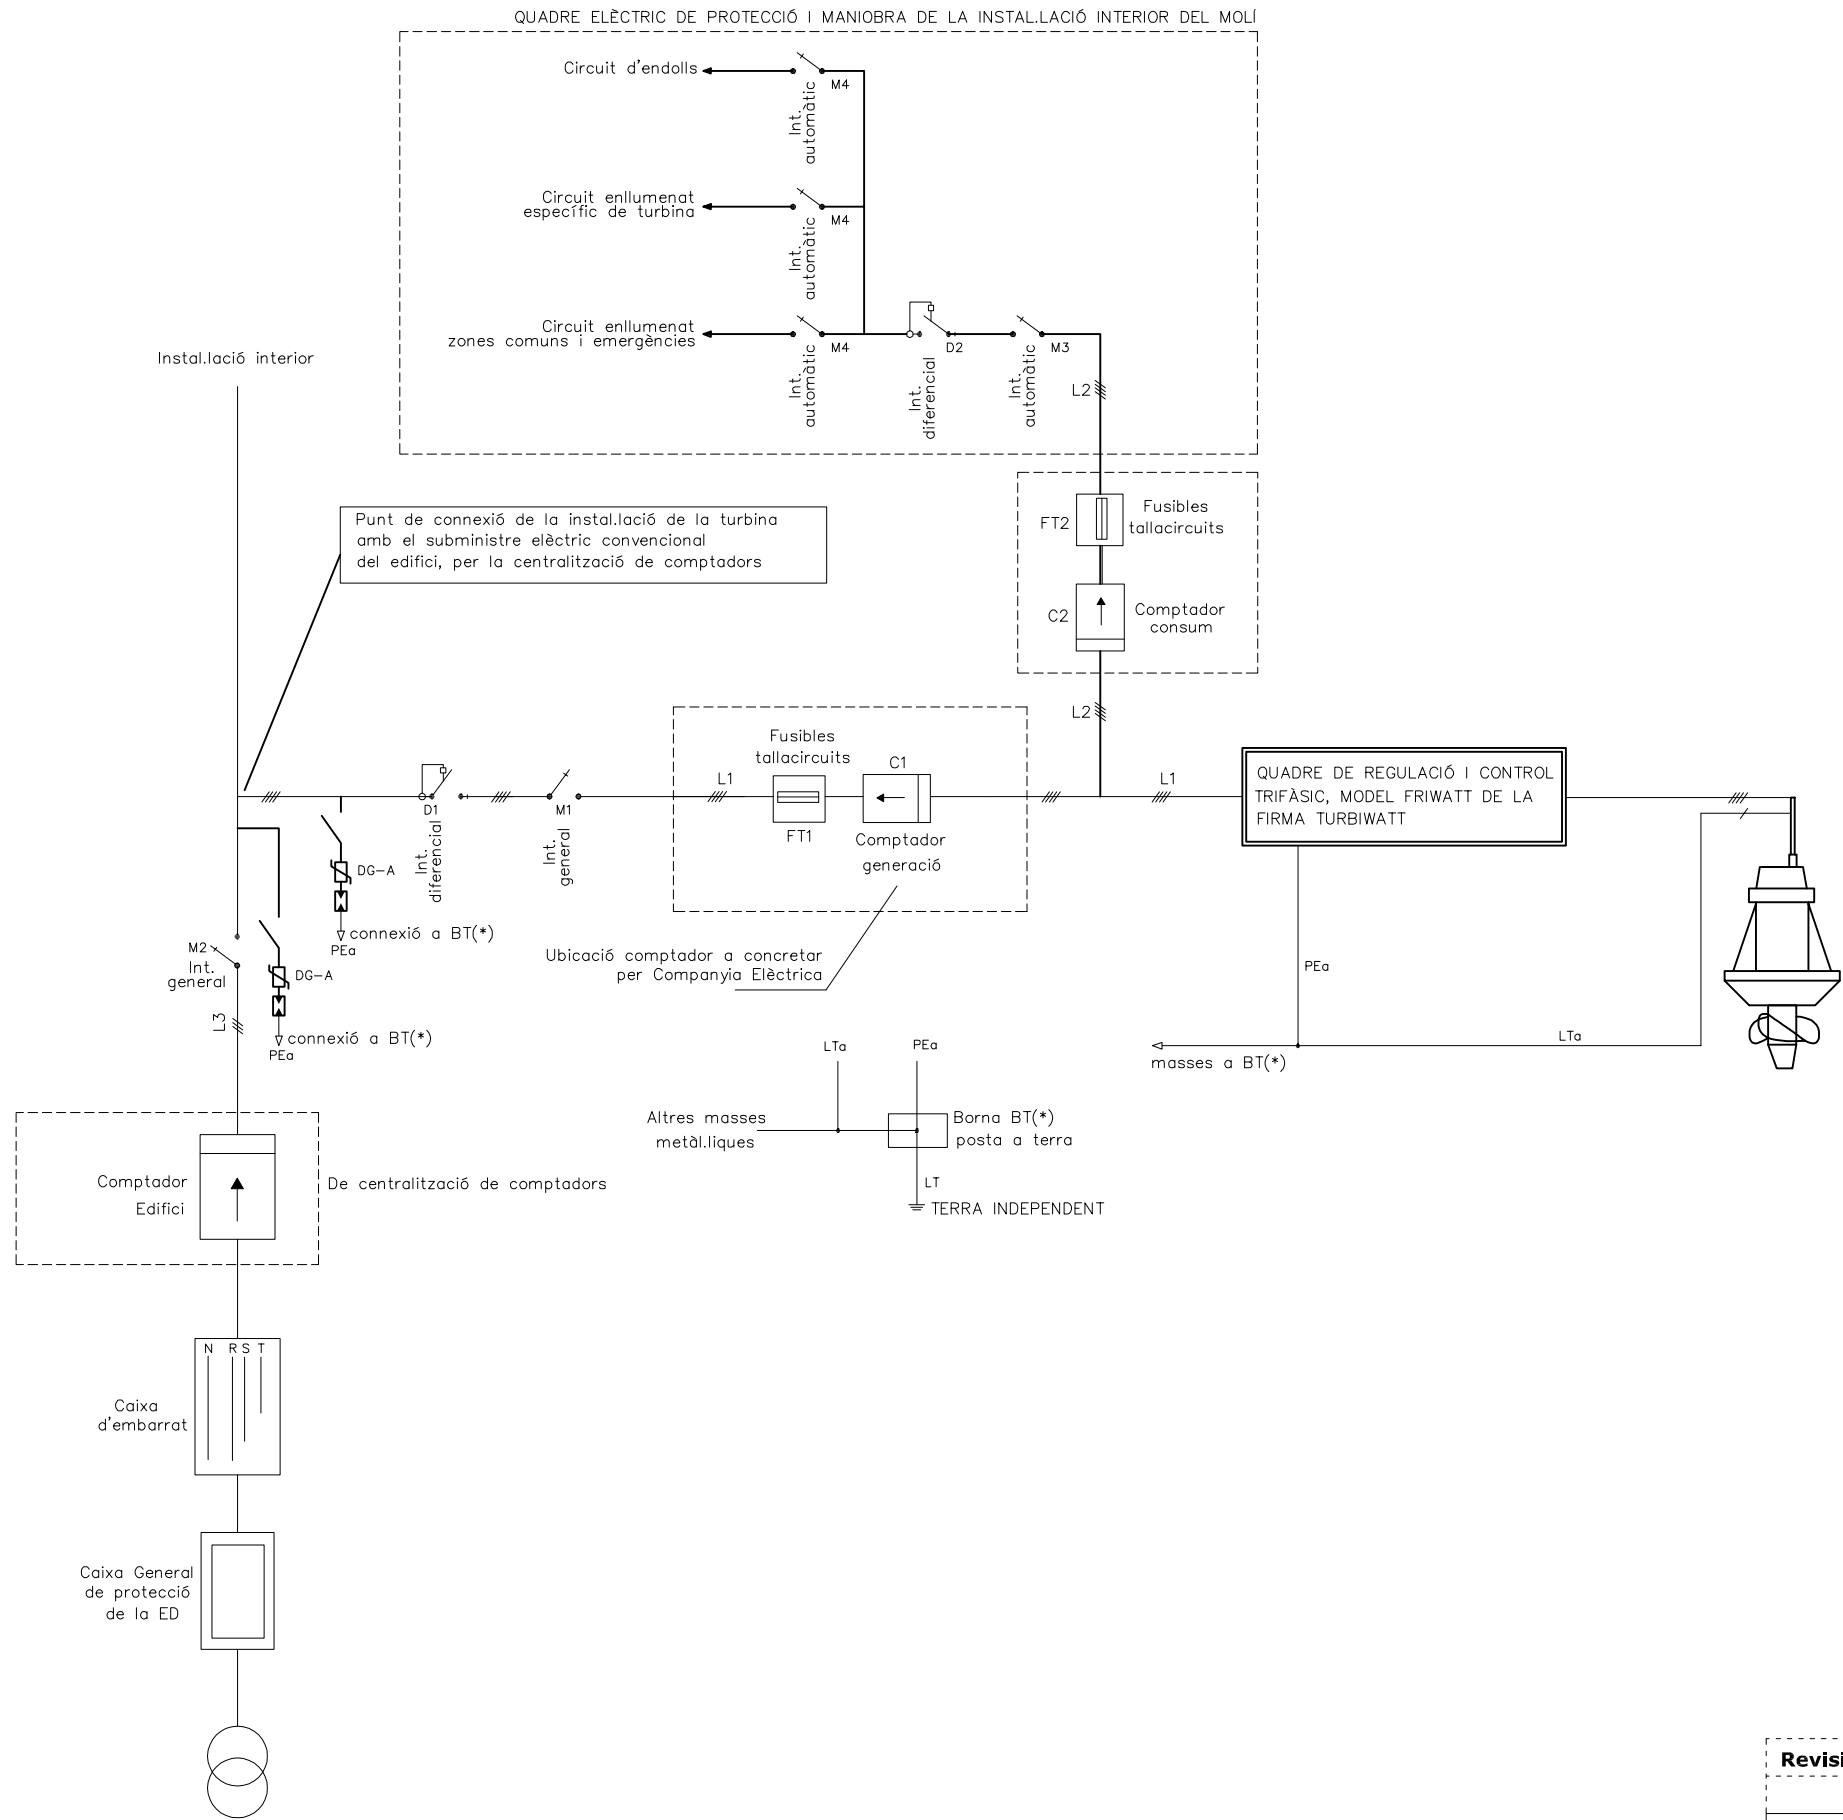 QUADRE ELÈCTRIC DE PROTECCIÓ I MANIOBRA DE LA INSTAL.LACIÓ INTERIOR DEL MOLÍ
Circuit d'endolls
M4
Int.
automàtic
Circuit enllumenat
específic de turbina
M4
Int.
automàtic
Circuit enllumenat
zones comuns i emergències
M4
Int.
automàtic
D2
Int.
diferencial
M3
Int.
automàtic
L2
Instal.lació interior
Punt de connexió de la instal.lació de la turbina
amb el subministre elèctric convencional
del edifici, per la centralització de comptadors
FT2
Fusibles
tallacircuits
C2
Comptador
consum
L2
D1
Int.
diferencial
M1
Int.
general
L1
Fusibles
tallacircuits
FT1
C1
Comptador
generació
L1
QUADRE DE REGULACIÓ I CONTROL
TRIFÀSIC, MODEL FRIWATT DE LA
FIRMA TURBIWATT
DG-A
connexió a BT(*)
PEa
M2
Int.
general
DG-A
connexió a BT(*)
PEa
L3
Ubicació comptador a concretar
per Companyia Elèctrica
PEa
LTa
masses a BT(*)
LTa
PEa
Altres masses
metàl.liques
Borna BT(*)
posta a terra
LT
TERRA INDEPENDENT
Comptador
Edifici
De centralització de comptadors
N R S T
Caixa
d'embarrat
Caixa General
de protecció
de la ED
Revisi